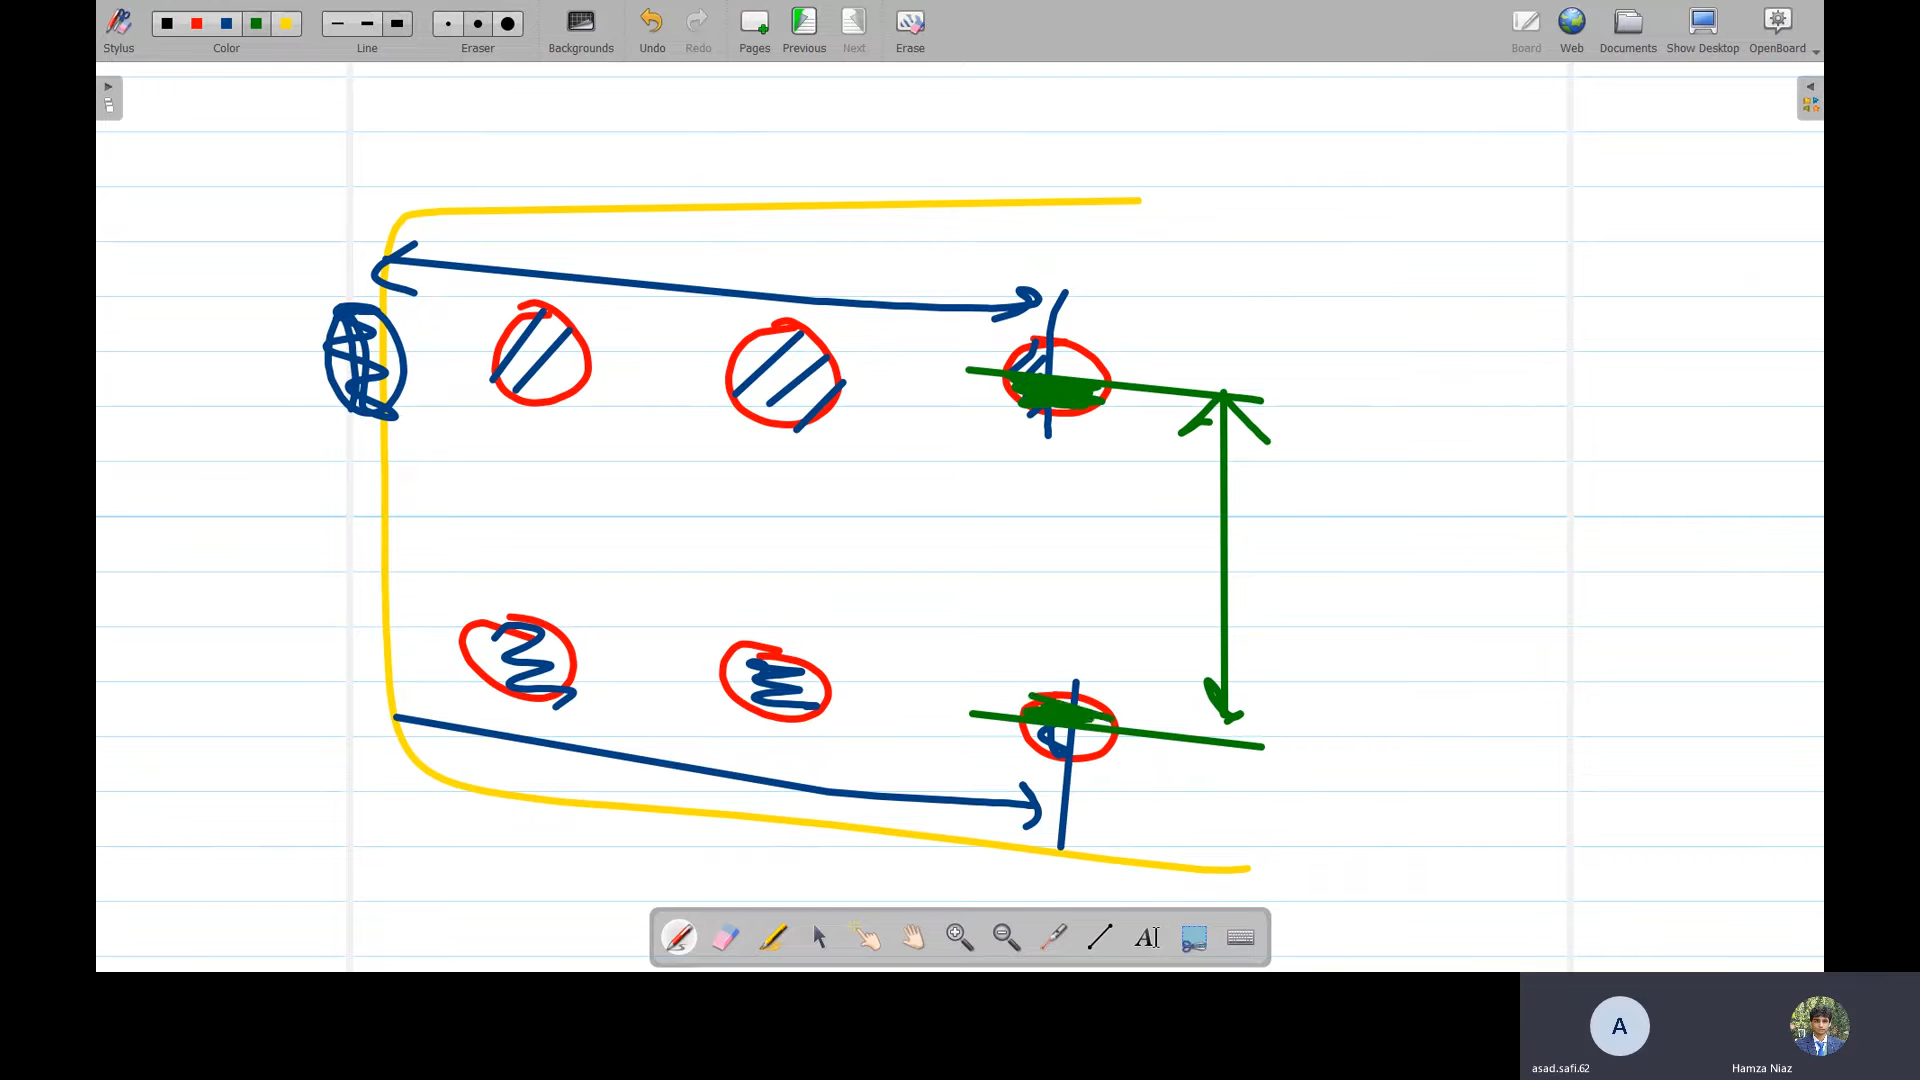 Stylus Color Line Eraser Backgrounds Undo Redo Pages Previous Next Erase Board Web Documents Show Desktop OpenBoard
A
asad.safi.62 Hamza Niaz